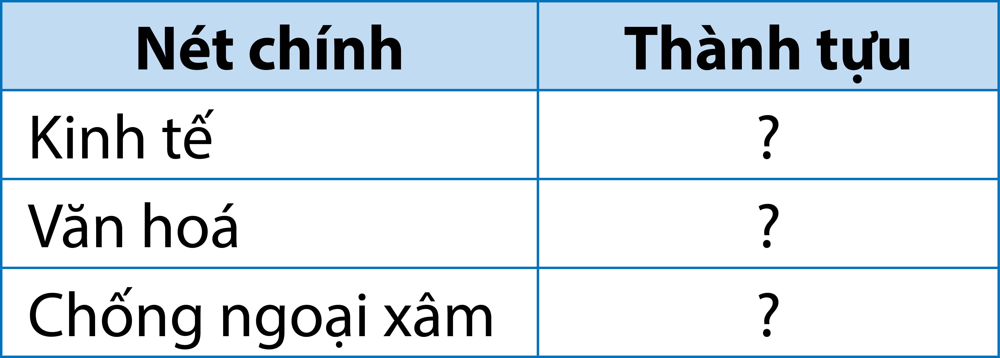 Nét chính Thành tựu
Kinh tế ?
Văn hoá ?
Chống ngoại xâm ?